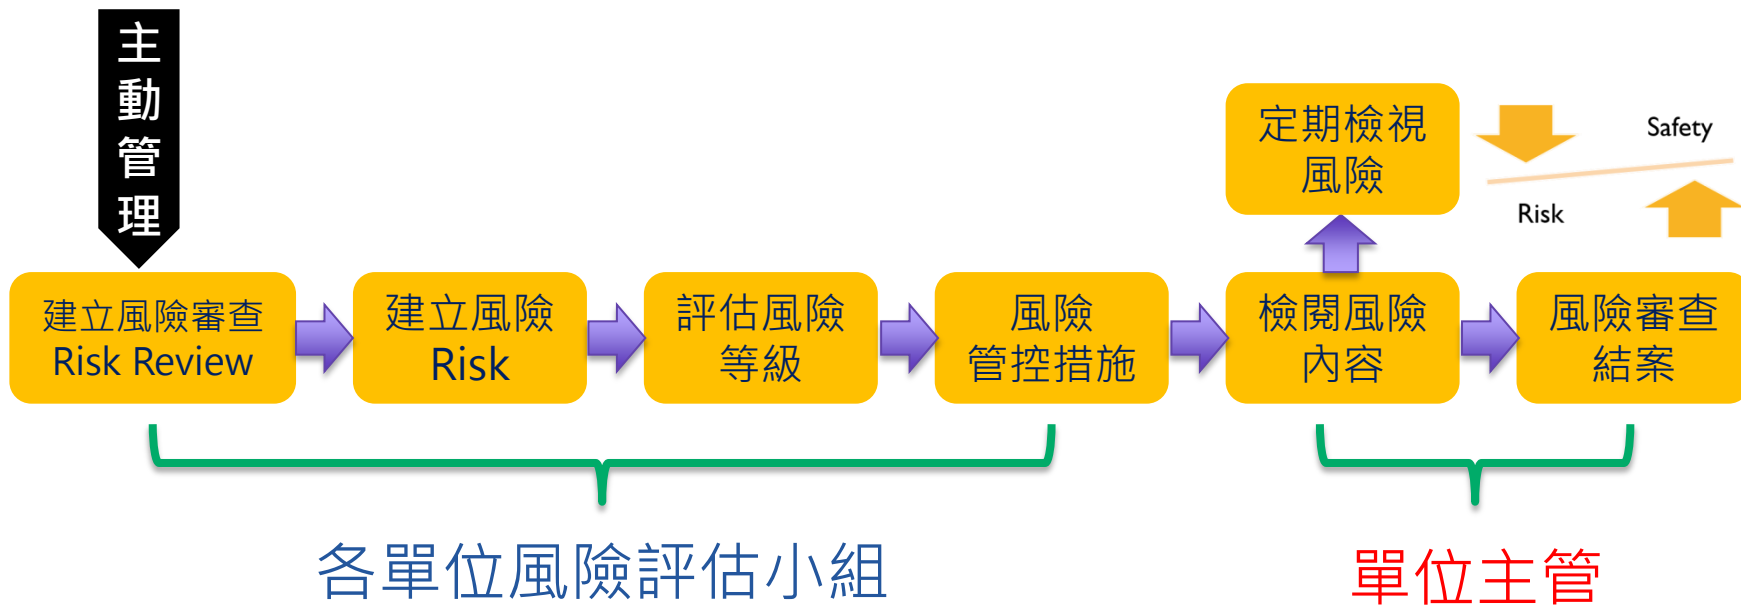 主動管理
定期檢視
風險
Safety
Risk
建立風險審查
Risk Review
建立風險
Risk
評估風險
等級
風險
管控措施
檢閱風險
內容
風險審查
結案
各單位風險評估小組
單位主管